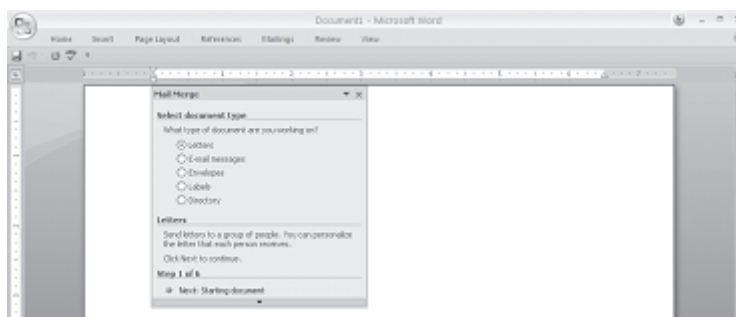 Document1 - Microsoft Word
Home Insert Page Layout References Mailings Review View
Mail Merge
Select document type
What type of document are you working on?
Letters
E-mail messages
Envelopes
Labels
Directory
Letters
Send letters to a group of people. You can personalize
the letter that each person receives.
Click Next to continue.
Step 1 of 6
Next: Starting document